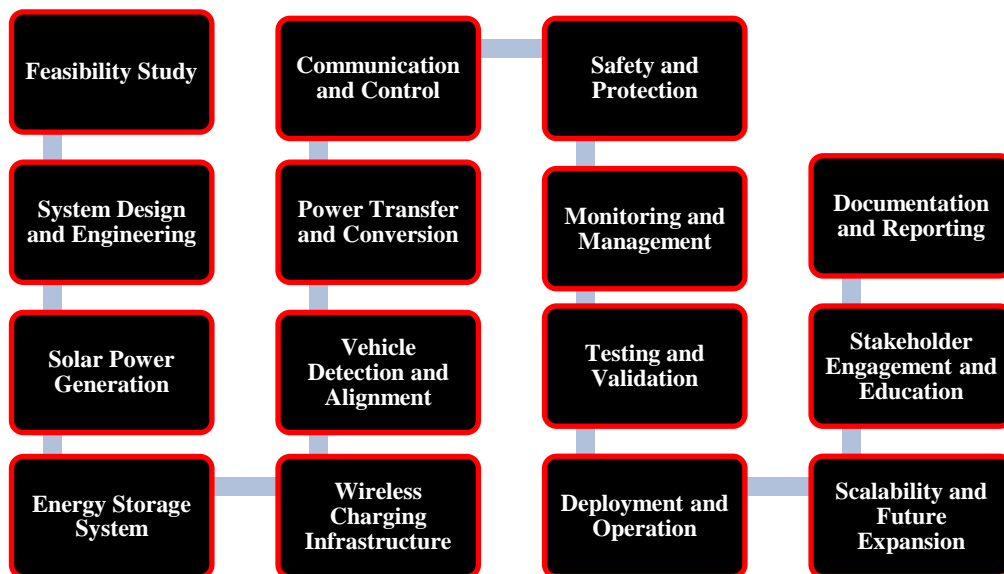 Feasibility Study
System Design
and Engineering
Solar Power
Generation
Energy Storage
System
Wireless
Charging
Infrastructure
Vehicle
Detection and
Alignment
Power Transfer
and Conversion
Communication
and Control
Safety and
Protection
Monitoring and
Management
Testing and
Validation
Deployment and
Operation
Scalability and
Future
Expansion
Stakeholder
Engagement and
Education
Documentation
and Reporting